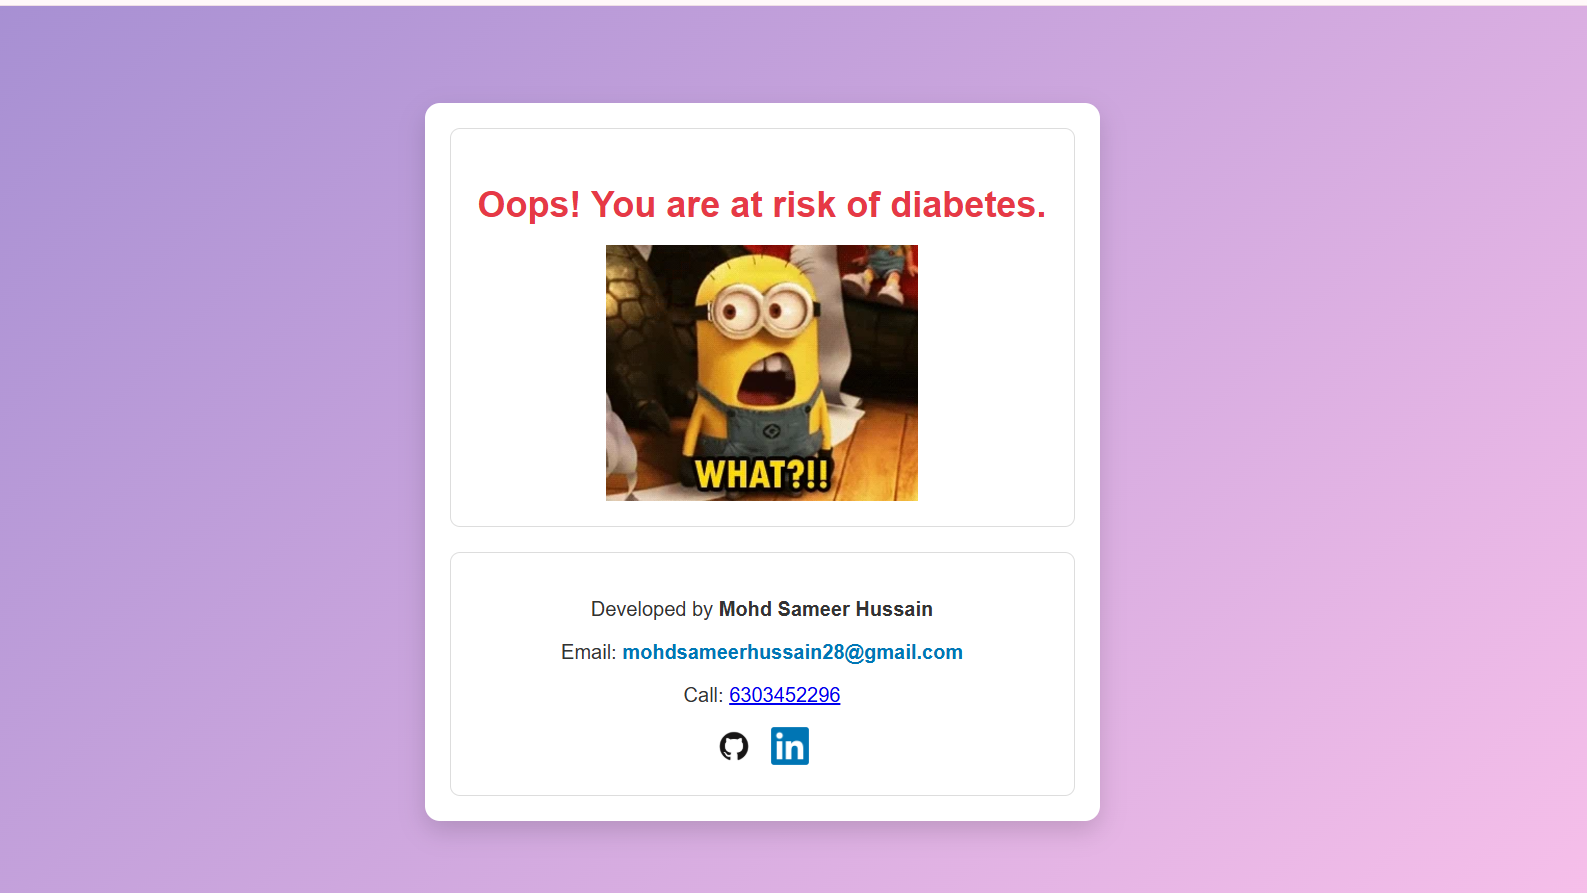 Oops! You are at risk of diabetes.
WHAT?!!
Developed by Mohd Sameer Hussain
Email: mohdsameerhussain28@gmail.com
Call: 6303452296
in